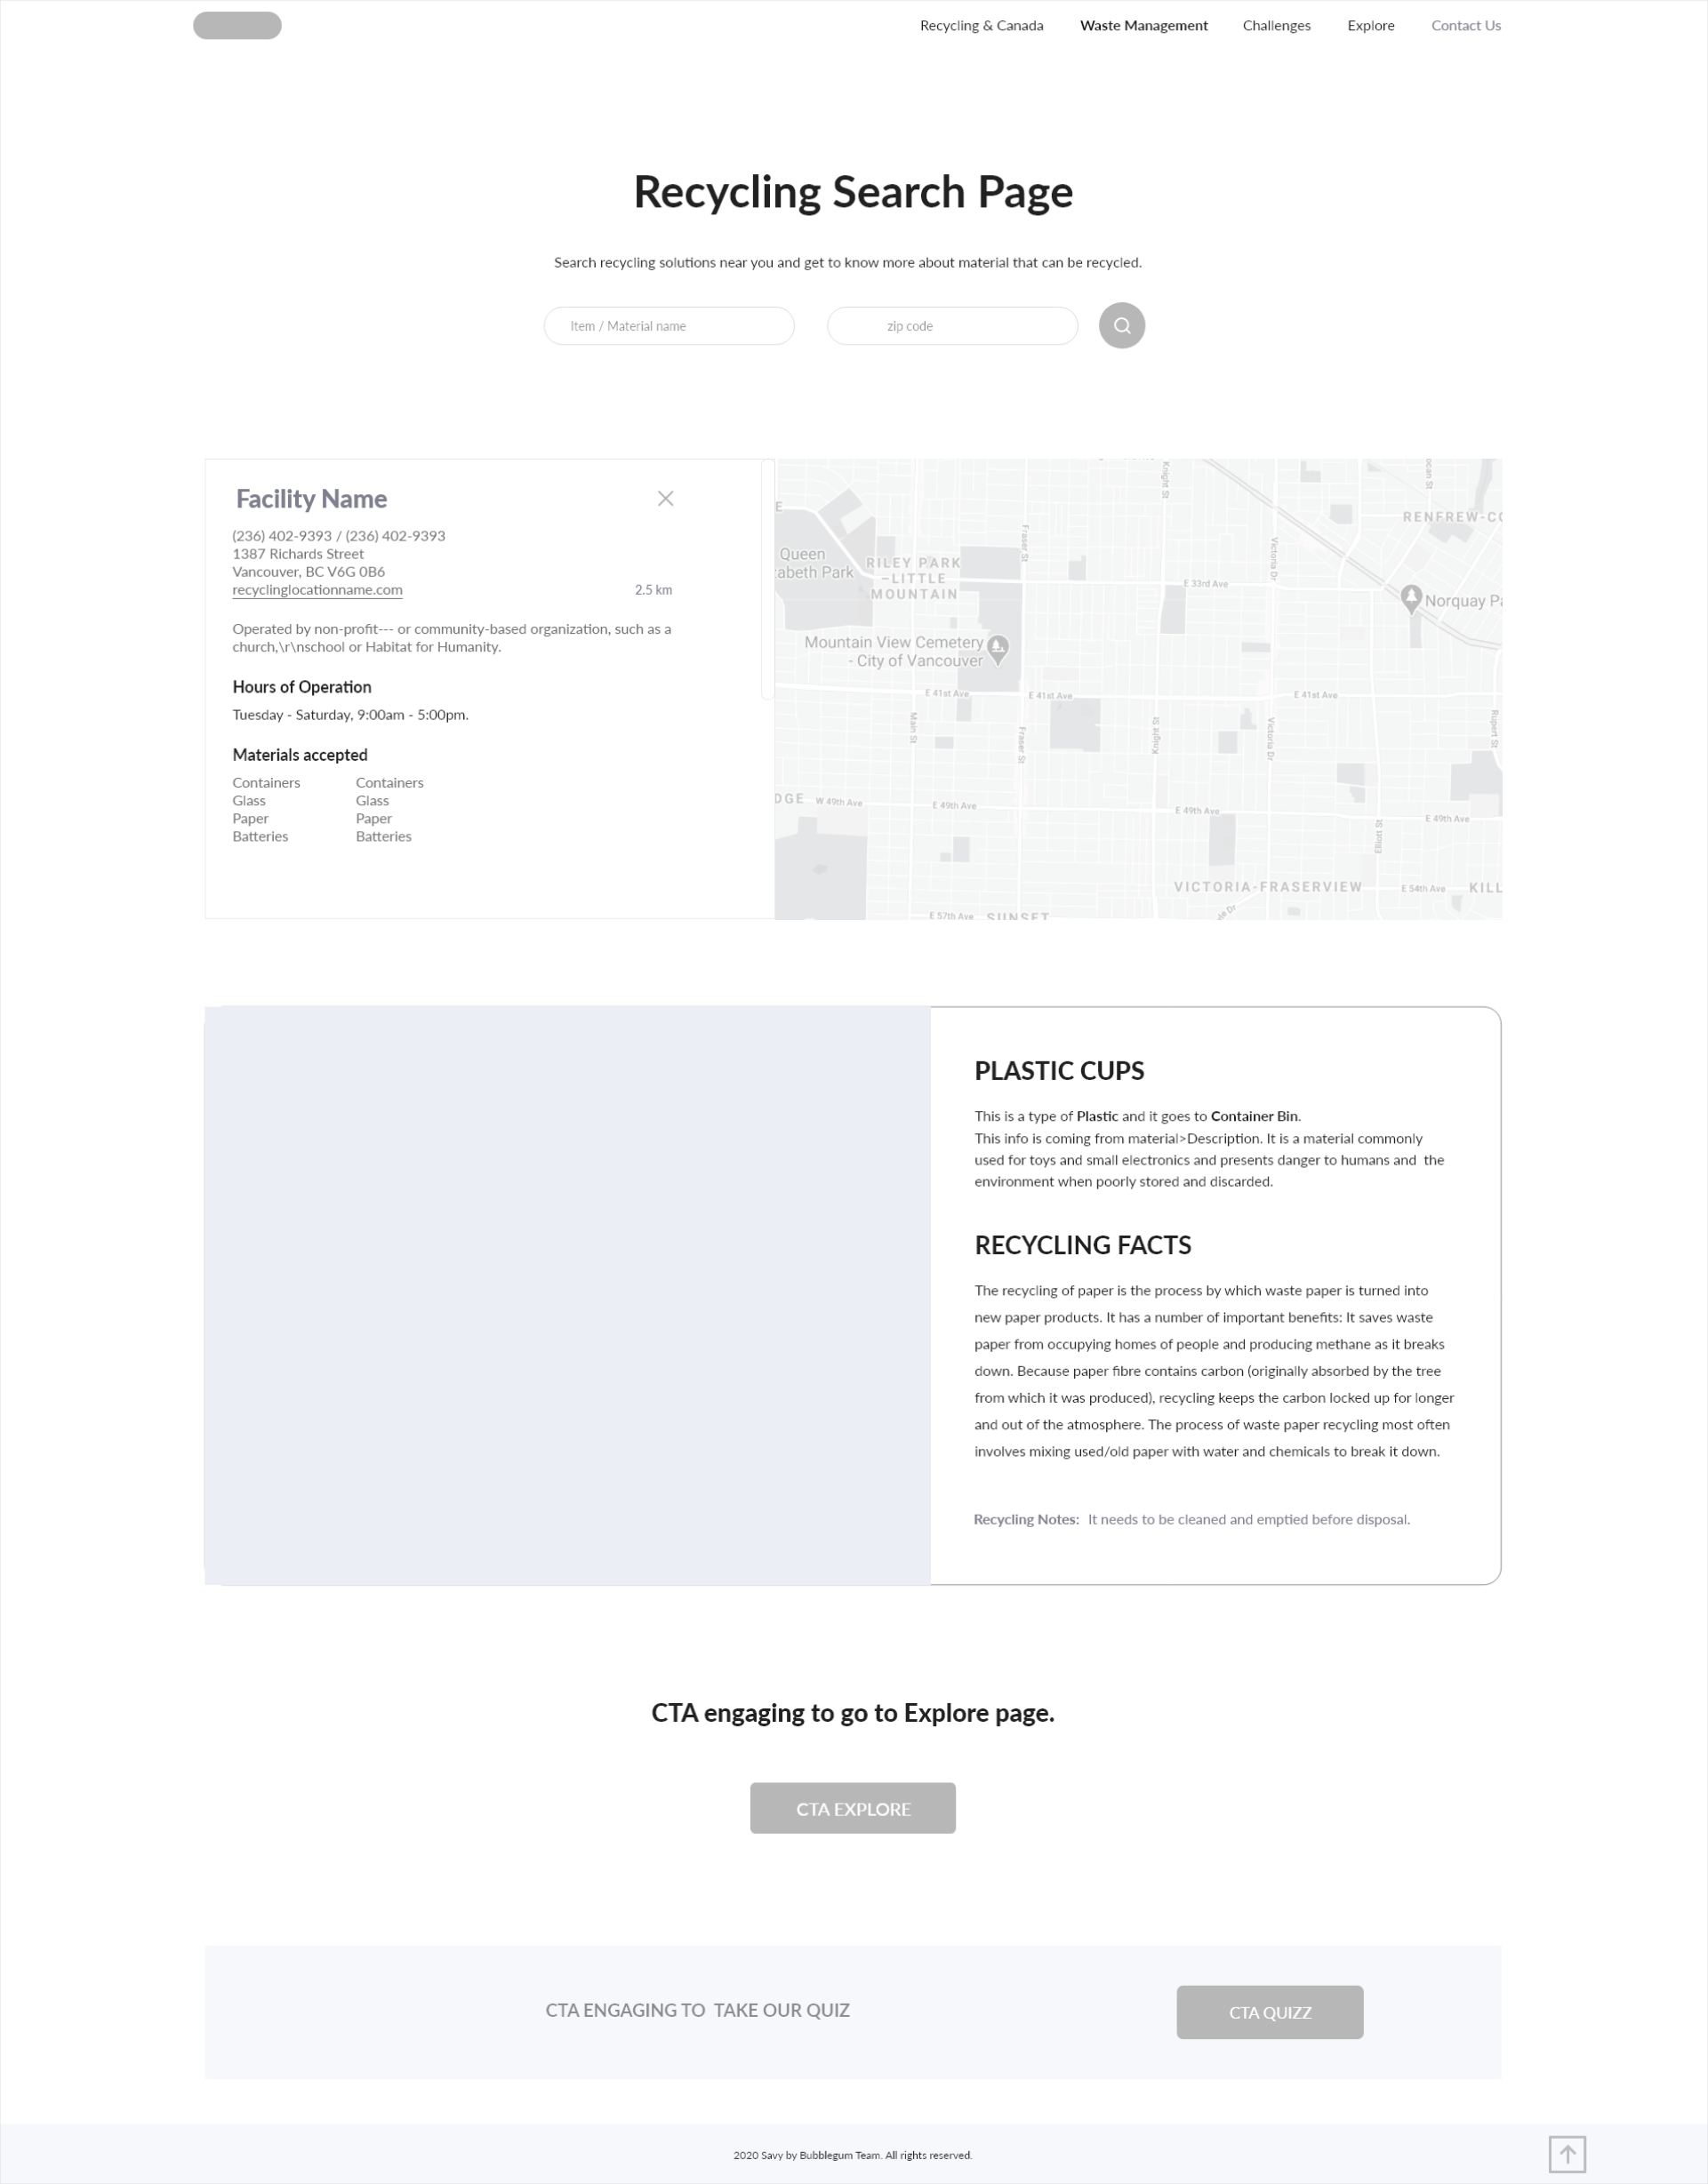 Recycling & Canada Waste Management Challenges Explore Contact Us
Recycling Search Page
Search recycling solutions near you and get to know more about material that can be recycled.
Item / Material name
zip code
Facility Name
(236) 402-9393 / (236) 402-9393
1387 Richards Street
Vancouver, BC V6G 0B6
recyclinglocationname.com
2.5 km
Operated by non-profit--- or community-based organization, such as a
church,\r\nschool or Habitat for Humanity.
Hours of Operation
Tuesday - Saturday, 9:00am - 5:00pm.
Materials accepted
Containers Containers
Glass Glass
Paper Paper
Batteries Batteries
Knight St
RENFREW-CO
Fraser St
Victoria Dr
Queen
abeth Park
RILEY PARK
-LITTLE
MOUNTAIN
E 33rd Ave
Norquay Pa
Mountain View Cemetery
- City of Vancouver
E 41st Ave
E 41st Ave
E 41st Ave
Main St
Fraser St
Knight St
Victoria Dr
Rupert St
DGE
W 49th Ave
E 49th Ave
E 49th Ave
E 49th Ave
Elliott St
VICTORIA-FRASERVIEW
E 54th Ave
KILL
E 57th Ave
SUNSET
PLASTIC CUPS
This is a type of Plastic and it goes to Container Bin.
This info is coming from material>Description. It is a material commonly
used for toys and small electronics and presents danger to humans and the
environment when poorly stored and discarded.
RECYCLING FACTS
The recycling of paper is the process by which waste paper is turned into
new paper products. It has a number of important benefits: It saves waste
paper from occupying homes of people and producing methane as it breaks
down. Because paper fibre contains carbon (originally absorbed by the tree
from which it was produced), recycling keeps the carbon locked up for longer
and out of the atmosphere. The process of waste paper recycling most often
involves mixing used/old paper with water and chemicals to break it down.
Recycling Notes: It needs to be cleaned and emptied before disposal.
CTA engaging to go to Explore page.
CTA EXPLORE
CTA ENGAGING TO TAKE OUR QUIZ
CTA QUIZZ
2020 Savy by Bubblegum Team. All rights reserved.